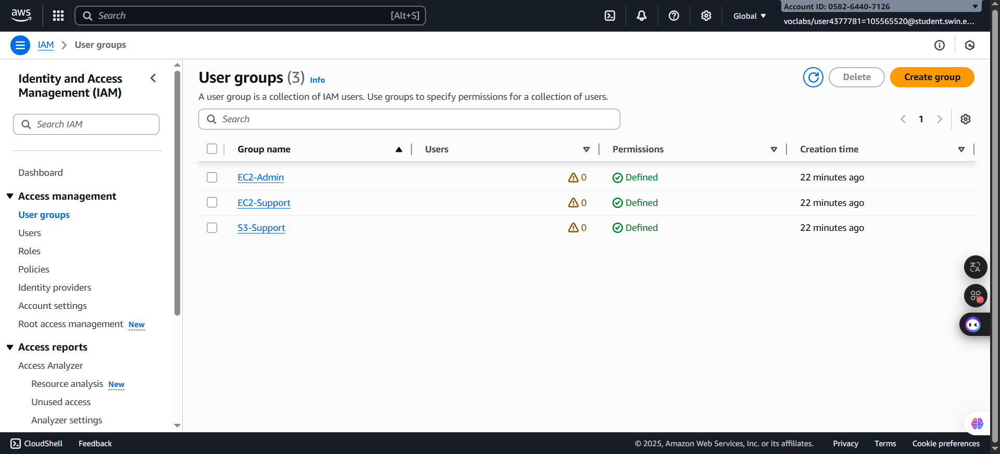 aws
Search
[Alt+S]
Global
Account ID: 0582-6440-7126
voclabs/user4377781=105565520@student.swin.e...
IAM
User groups
Identity and Access
Management (IAM)
Search IAM
Dashboard
Access management
User groups
Users
Roles
Policies
Identity providers
Account settings
Root access management New
Access reports
Access Analyzer
Resource analysis New
Unused access
Analyzer settings
User groups (3) Info
Delete
Create group
A user group is a collection of IAM users. Use groups to specify permissions for a collection of users.
Search
1
Group name Users Permissions Creation time
EC2-Admin 0 Defined 22 minutes ago
EC2-Support 0 Defined 22 minutes ago
S3-Support 0 Defined 22 minutes ago
CloudShell Feedback © 2025, Amazon Web Services, Inc. or its affiliates. Privacy Terms Cookie preferences